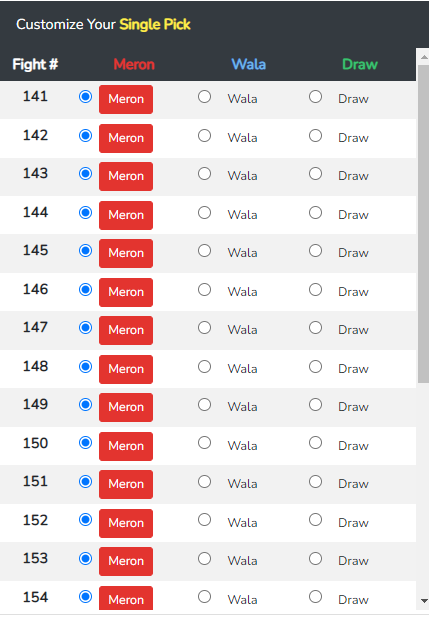 Customize Your Single Pick
Fight # Meron Wala Draw
141 Meron Wala Draw
142 Meron Wala Draw
143 Meron Wala Draw
144 Meron Wala Draw
145 Meron Wala Draw
146 Meron Wala Draw
147 Meron Wala Draw
148 Meron Wala Draw
149 Meron Wala Draw
150 Meron Wala Draw
151 Meron Wala Draw
152 Meron Wala Draw
153 Meron Wala Draw
154 Meron Wala Draw